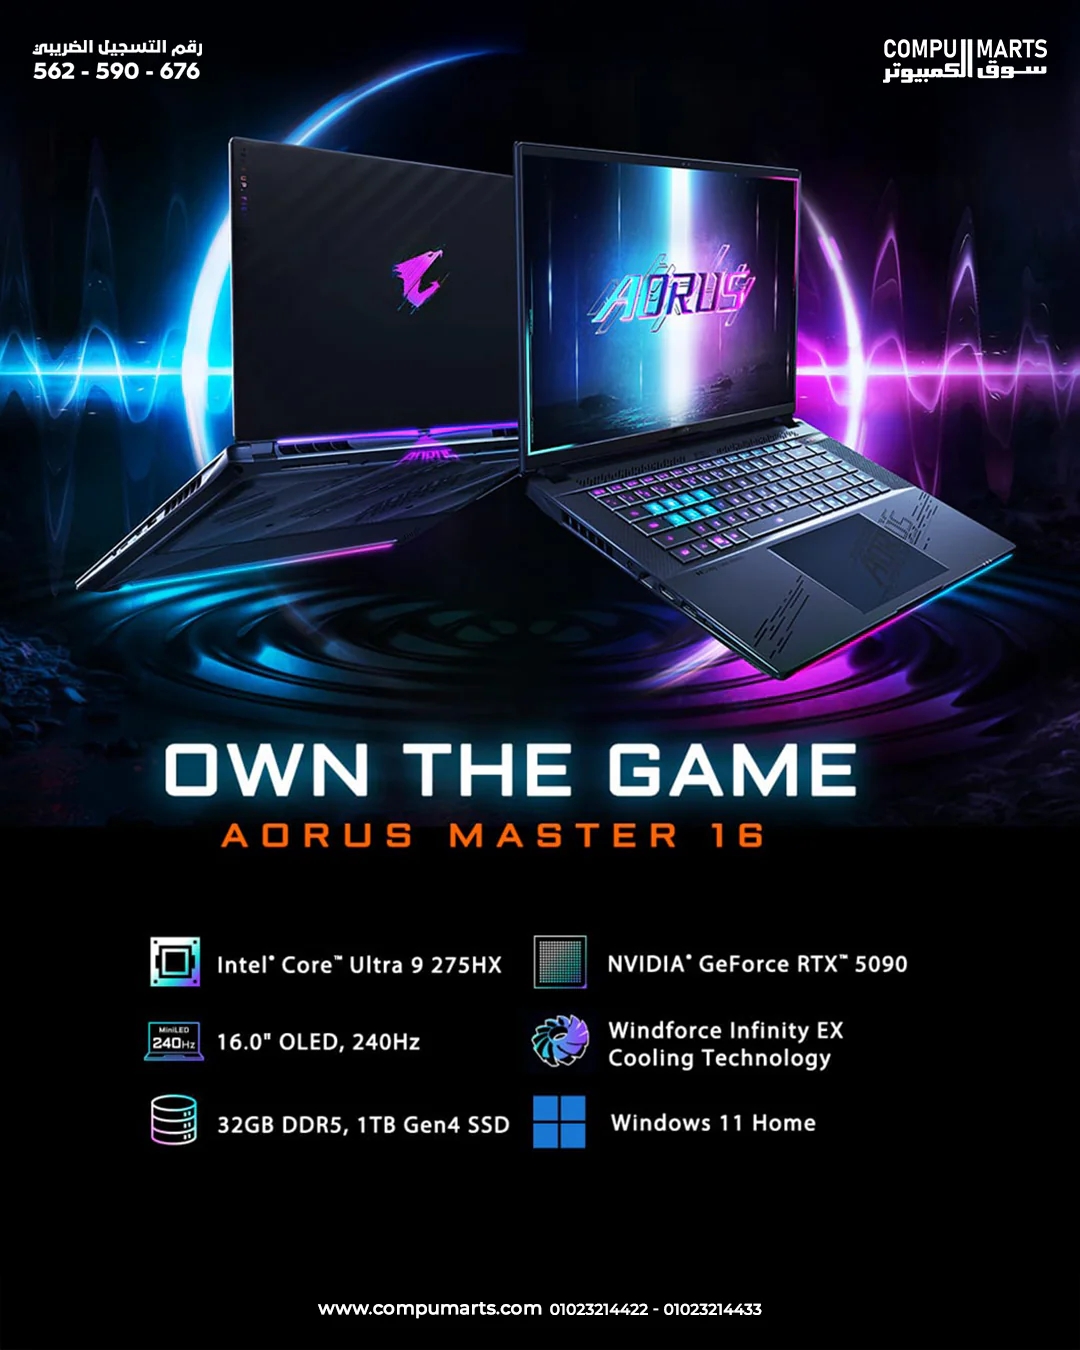 رقم التسجيل الضريبي
562 - 590 - 676
COMPUMARTS
سوق الكمبيوتر
AORUS
OWN THE GAME
AORUS MASTER 16
Intel® Core™ Ultra 9 275HX
NVIDIA® GeForce RTX™ 5090
MiniLED
240Hz
16.0" OLED, 240Hz
Windforce Infinity EX
Cooling Technology
32GB DDR5, 1TB Gen4 SSD
Windows 11 Home
www.compumarts.com 01023214422 - 01023214433